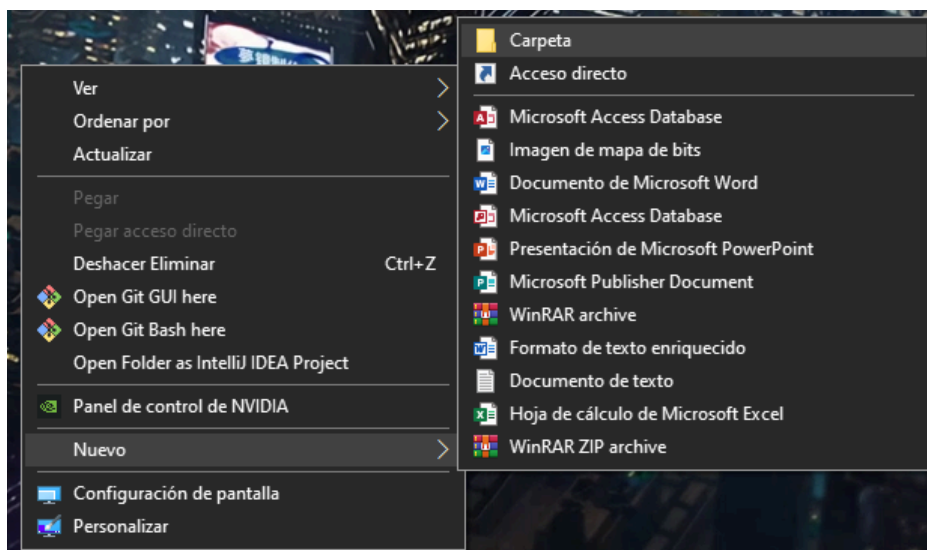 Ver
Ordenar por
Actualizar
Pegar
Pegar acceso directo
Deshacer Eliminar Ctrl+Z
Open Git GUI here
Open Git Bash here
Open Folder as IntelliJ IDEA Project
Panel de control de NVIDIA
Nuevo
Configuración de pantalla
Personalizar
Carpeta
Acceso directo
Microsoft Access Database
Imagen de mapa de bits
Documento de Microsoft Word
Microsoft Access Database
Presentación de Microsoft PowerPoint
Microsoft Publisher Document
WinRAR archive
Formato de texto enriquecido
Documento de texto
Hoja de cálculo de Microsoft Excel
WinRAR ZIP archive